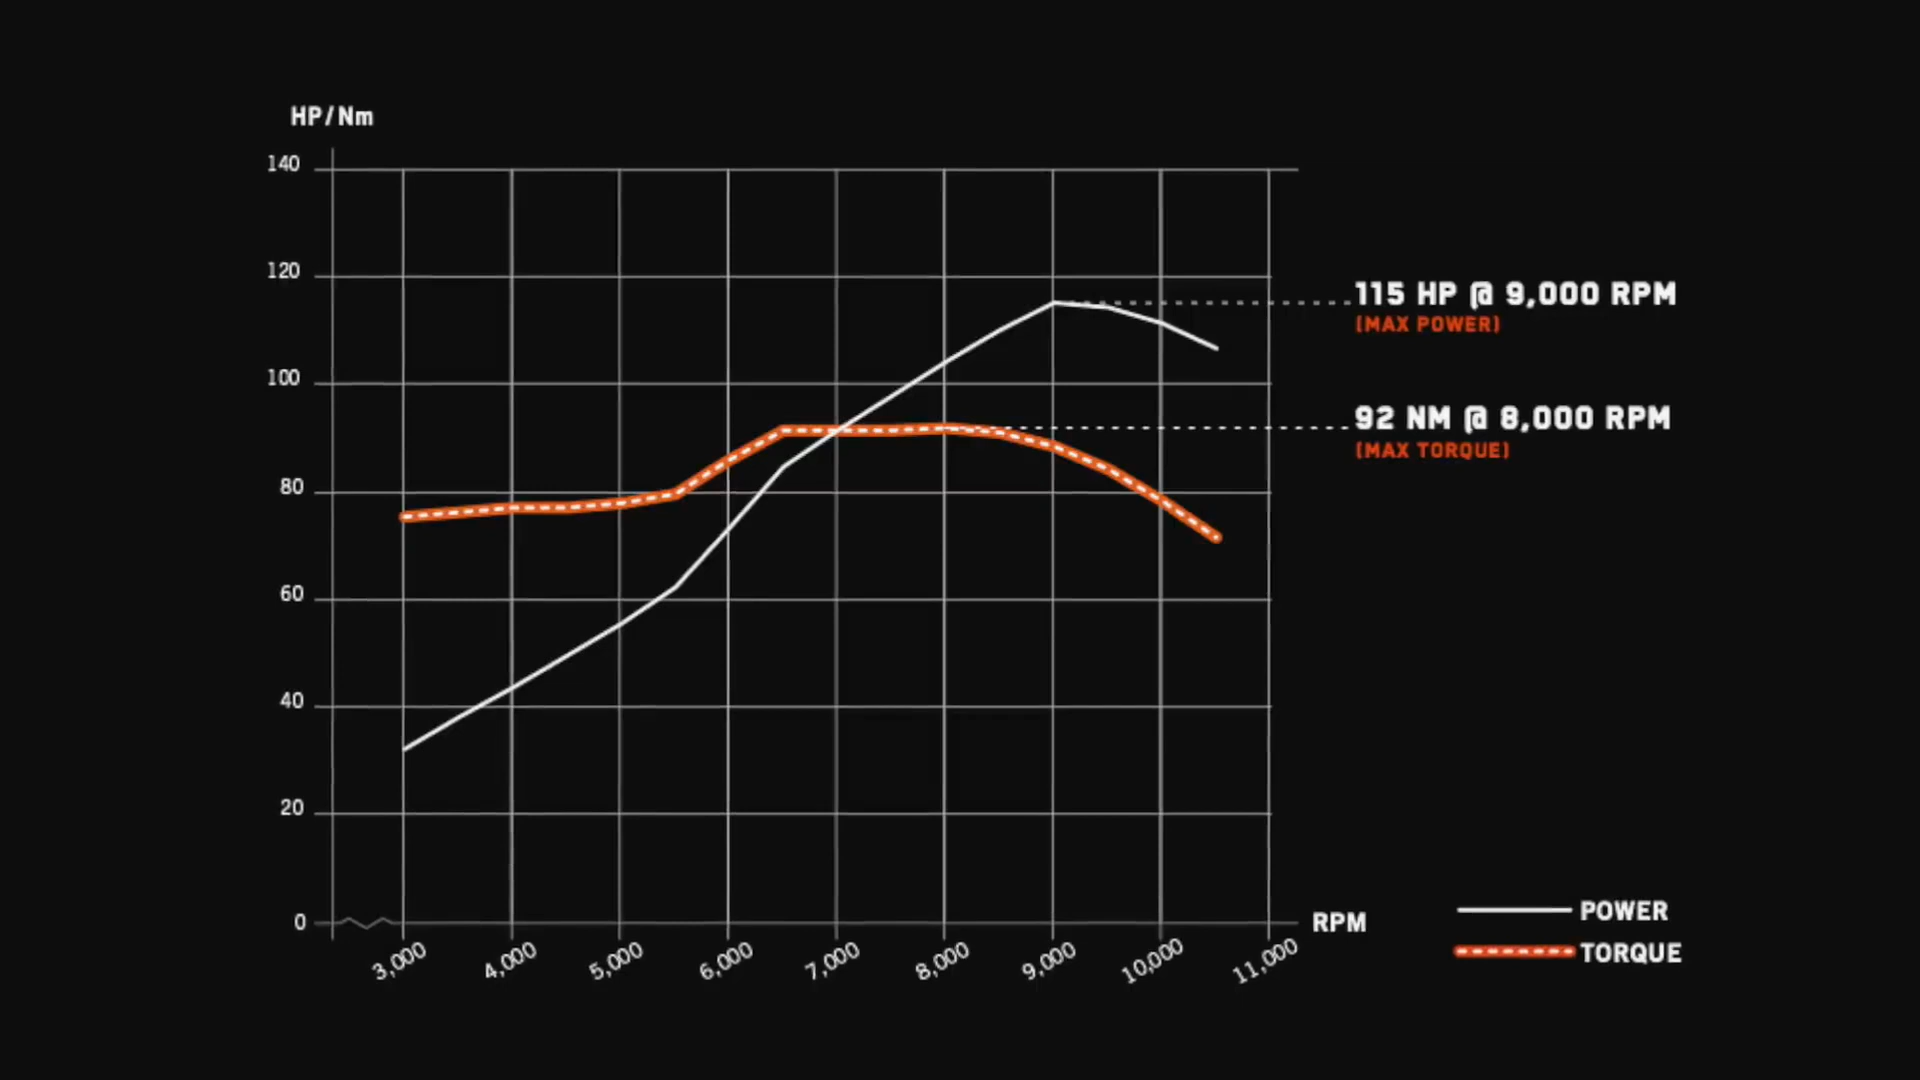 HP/Nm
140
120
100
80
60
40
20
0
3,000
4,000
5,000
6,000
7,000
8,000
9,000
10,000
11,000
RPM
115 HP @ 9,000 RPM
(MAX POWER)
92 NM @ 8,000 RPM
(MAX TORQUE)
POWER
TORQUE